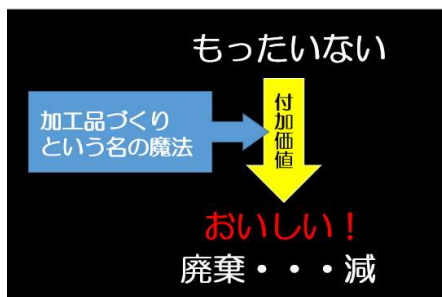 もったいない
加工品づくり
という名の魔法
付加価値
おいしい！
廃棄・・・減